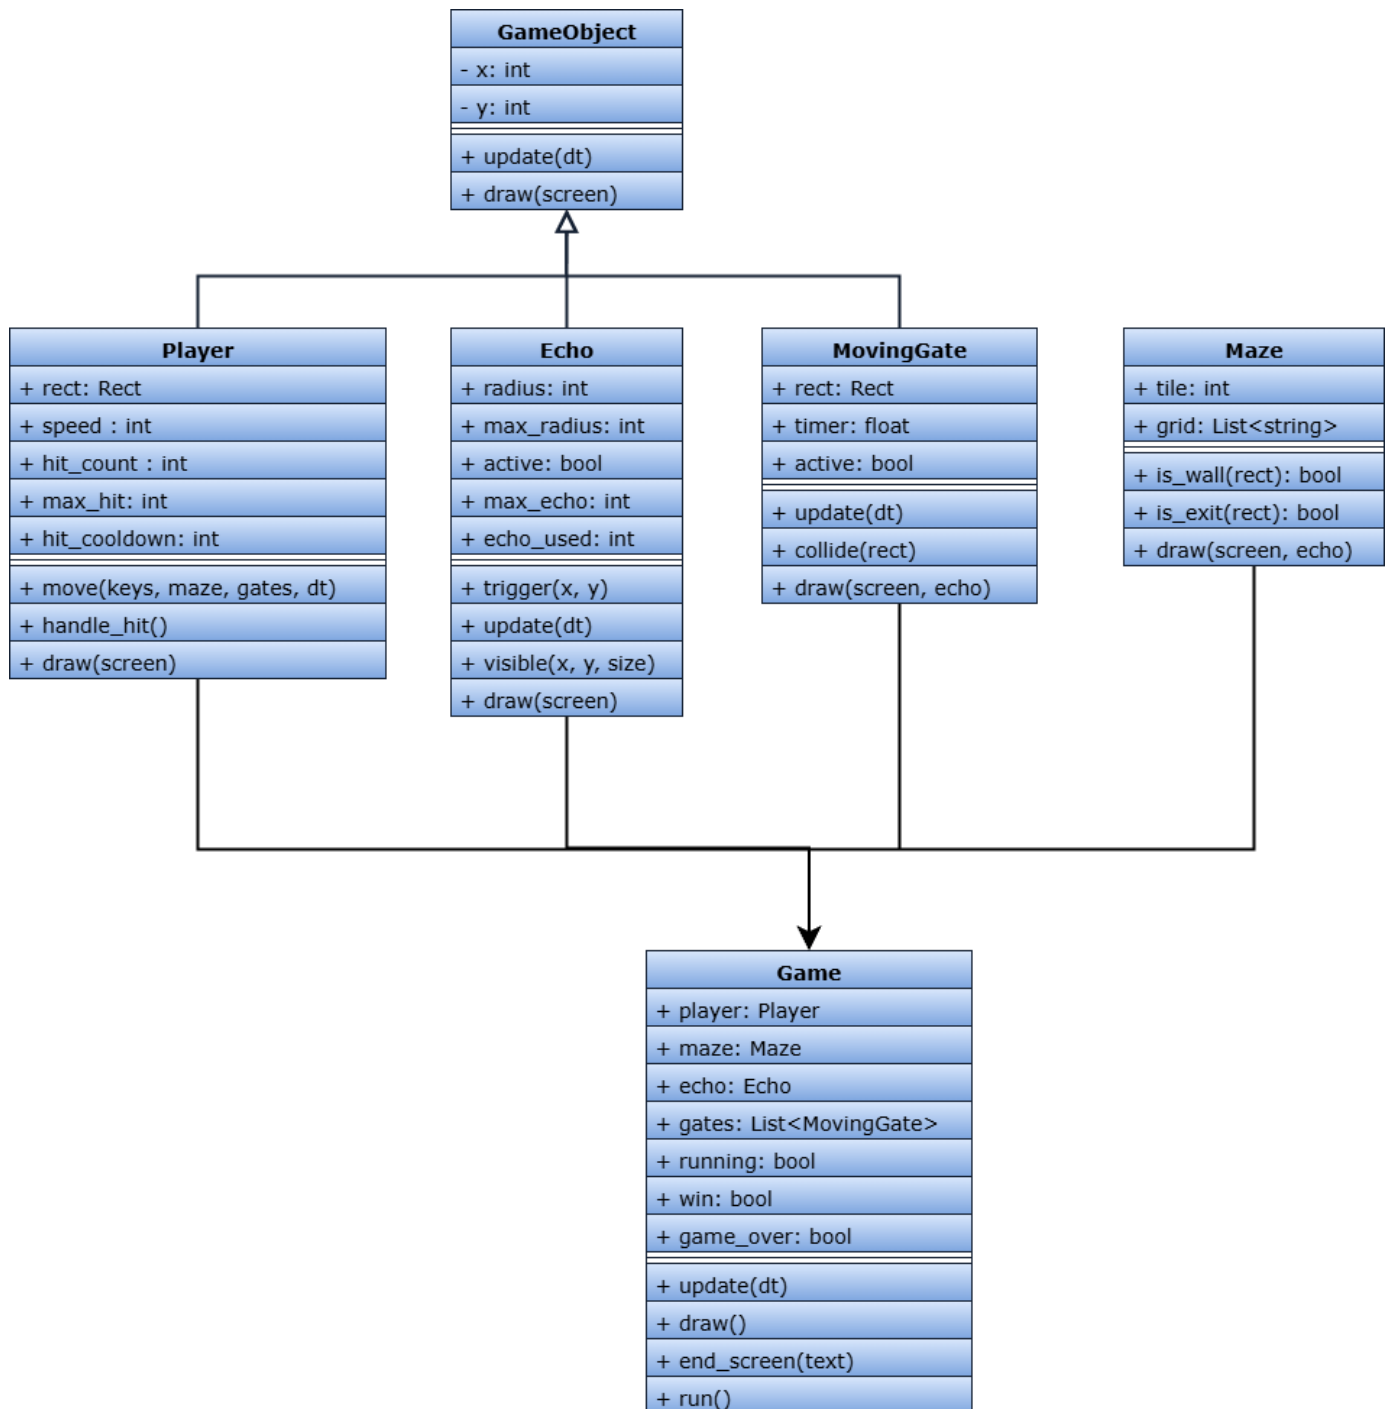 GameObject
- x: int
- y: int
+ update(dt)
+ draw(screen)
Player
+ rect: Rect
+ speed : int
+ hit_count : int
+ max_hit: int
+ hit_cooldown: int
+ move(keys, maze, gates, dt)
+ handle_hit()
+ draw(screen)
Echo
+ radius: int
+ max_radius: int
+ active: bool
+ max_echo: int
+ echo_used: int
+ trigger(x, y)
+ update(dt)
+ visible(x, y, size)
+ draw(screen)
MovingGate
+ rect: Rect
+ timer: float
+ active: bool
+ update(dt)
+ collide(rect)
+ draw(screen, echo)
Maze
+ tile: int
+ grid: List<string>
+ is_wall(rect): bool
+ is_exit(rect): bool
+ draw(screen, echo)
Game
+ player: Player
+ maze: Maze
+ echo: Echo
+ gates: List<MovingGate>
+ running: bool
+ win: bool
+ game_over: bool
+ update(dt)
+ draw()
+ end_screen(text)
+ run()